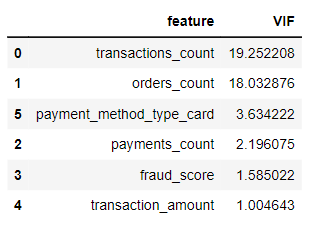 feature VIF
0 transactions_count 19.252208
1 orders_count 18.032876
5 payment_method_type_card 3.634222
2 payments_count 2.196075
3 fraud_score 1.585022
4 transaction_amount 1.004643